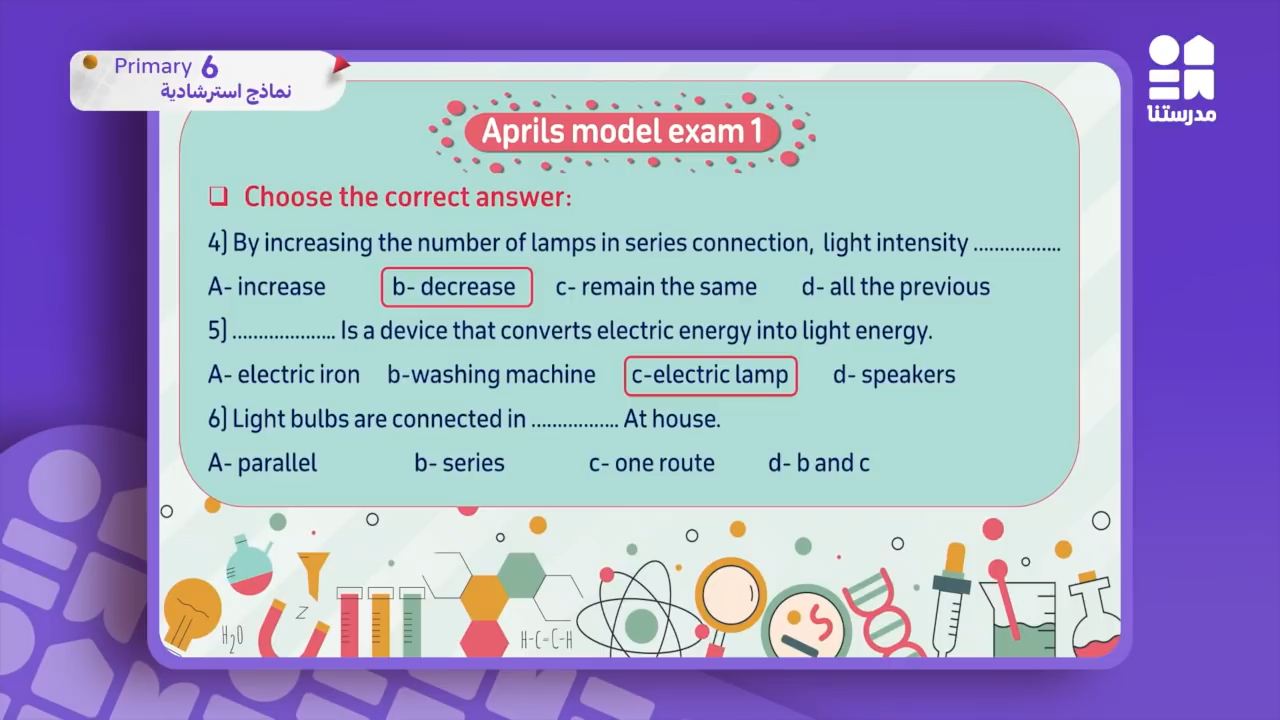 Primary 6
نماذج استرشادية
مدرستنا
Aprils model exam 1
❑ Choose the correct answer:
4) By increasing the number of lamps in series connection, light intensity .................
A- increase b- decrease c- remain the same d- all the previous
5) .................... Is a device that converts electric energy into light energy.
A- electric iron b-washing machine c-electric lamp d- speakers
6) Light bulbs are connected in ................. At house.
A- parallel b- series c- one route d- b and c
H₂O
Z
H-C=C-H